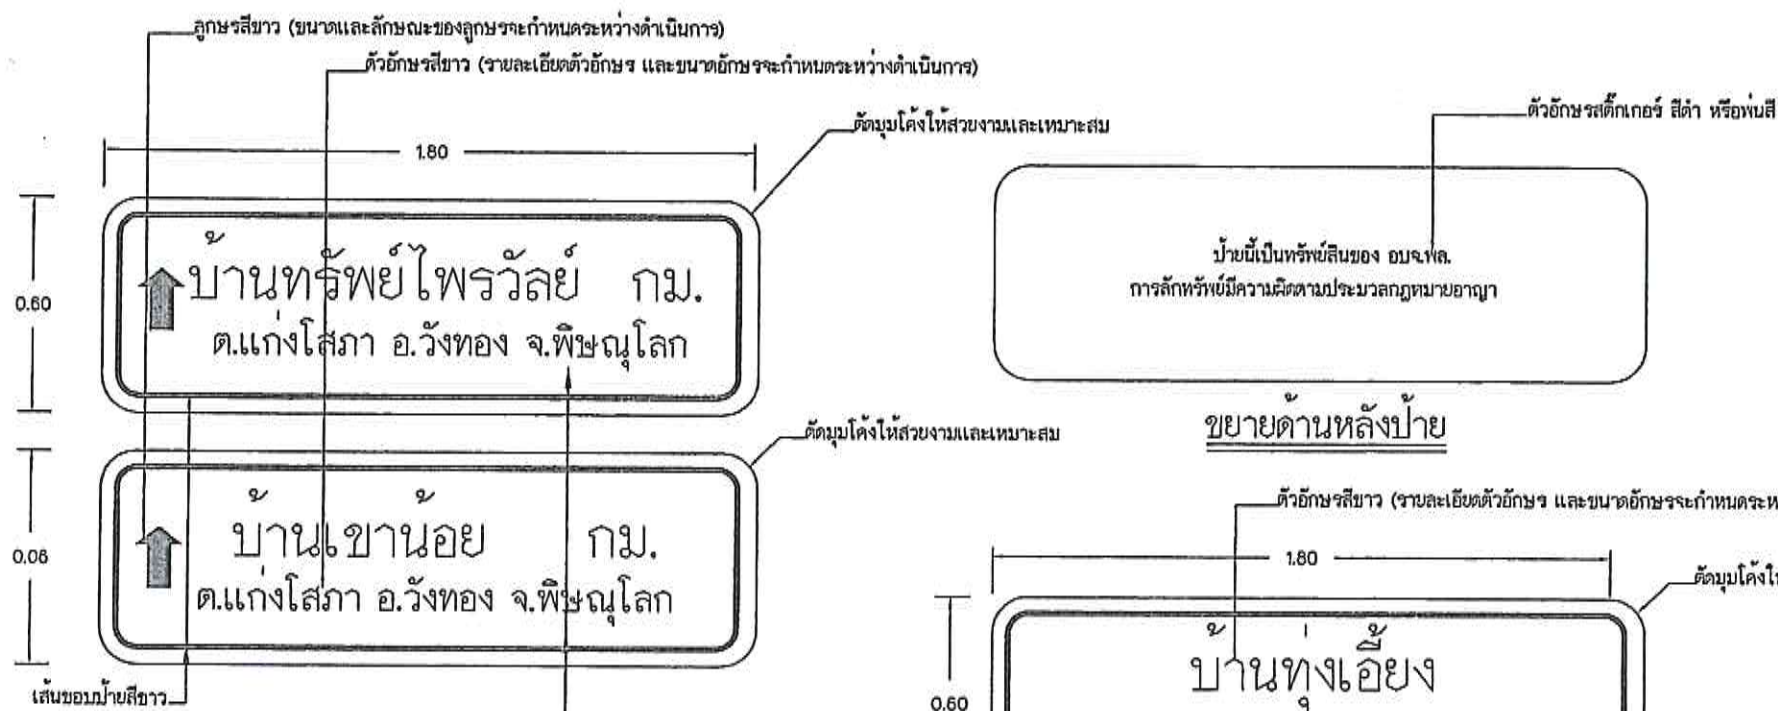 ลูกษรสีขาว (ขนาดและลักษณะของลูกษรจะกำหนดระหว่างดำเนินการ)
ตัวอักษรสีขาว (รายละเอียดตัวอักษร และขนาดอักษรจะกำหนดระหว่างดำเนินการ)
ตัดมุมโค้งให้สวยงามและเหมาะสม
1.80
0.60
บ้านทรัพย์ไพรวัลย์ กม.
ต.แก่งโสภา อ.วังทอง จ.พิษณุโลก
ตัดมุมโค้งให้สวยงามและเหมาะสม
0.06
บ้านเขาน้อย กม.
ต.แก่งโสภา อ.วังทอง จ.พิษณุโลก
เส้นขอบป้ายสีขาว
ตัวอักษรสติ๊กเกอร์ สีดำ หรือพ่นสี
ป้ายนี้เป็นทรัพย์สินของ อบจ.พล.
การลักทรัพย์มีความผิดตามประมวลกฎหมายอาญา
ขยายด้านหลังป้าย
ตัวอักษรสีขาว (รายละเอียดตัวอักษร และขนาดอักษรจะกำหนดระห
1.80
ตัดมุมโค้งให
0.60
บ้านทุ่งเอี้ยง